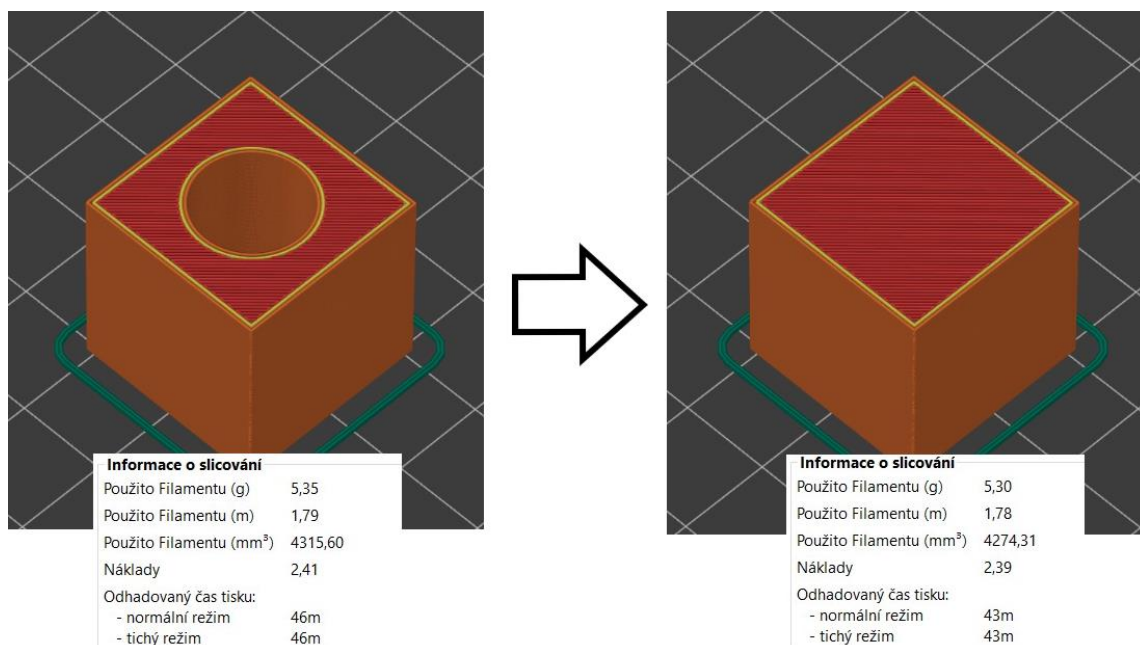 Informace o slicování
Použito Filamentu (g) 5,35
Použito Filamentu (m) 1,79
Použito Filamentu (mm³) 4315,60
Náklady 2,41
Odhadovaný čas tisku:
- normální režim 46m
- tichý režim 46m
Informace o slicování
Použito Filamentu (g) 5,30
Použito Filamentu (m) 1,78
Použito Filamentu (mm³) 4274,31
Náklady 2,39
Odhadovaný čas tisku:
- normální režim 43m
- tichý režim 43m